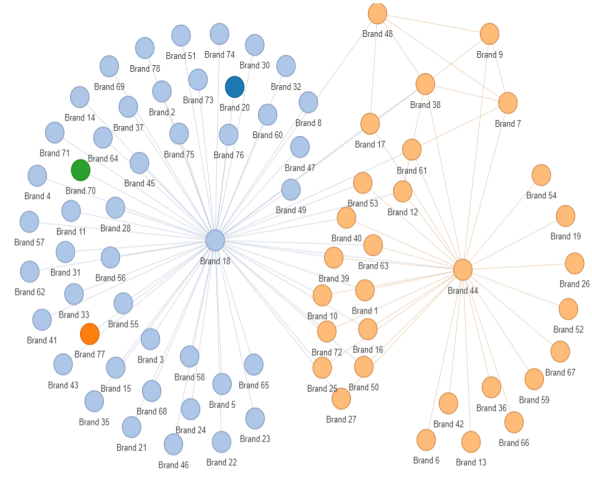 Brand 48
Brand 74
Brand 51
Brand 9
Brand 30
Brand 78
Brand 69
Brand 32
Brand 73
Brand 20
Brand 38
Brand 2
Brand 14
Brand 8
Brand 7
Brand 37
Brand 60
Brand 17
Brand 71
Brand 64
Brand 75
Brand 76
Brand 47
Brand 61
Brand 45
Brand 70
Brand 4
Brand 54
Brand 53
Brand 49
Brand 12
Brand 11
Brand 28
Brand 57
Brand 19
Brand 40
Brand 18
Brand 63
Brand 31
Brand 56
Brand 39
Brand 26
Brand 62
Brand 44
Brand 33
Brand 1
Brand 10
Brand 55
Brand 52
Brand 41
Brand 77
Brand 72
Brand 16
Brand 3
Brand 67
Brand 58
Brand 43
Brand 15
Brand 65
Brand 25
Brand 50
Brand 59
Brand 5
Brand 68
Brand 36
Brand 27
Brand 35
Brand 24
Brand 42
Brand 23
Brand 66
Brand 21
Brand 46
Brand 22
Brand 6
Brand 13